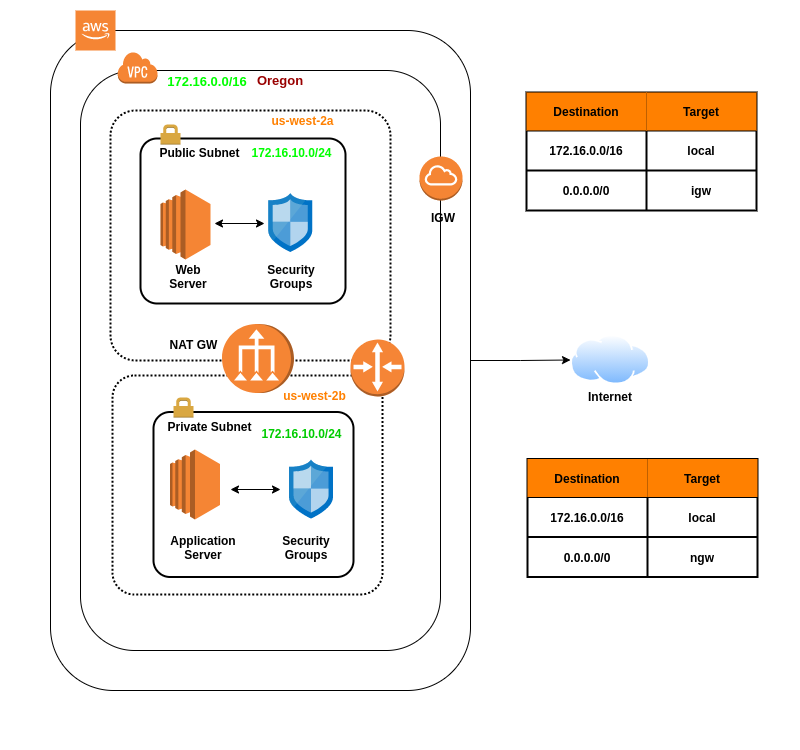 aws
VPC
172.16.0.0/16 Oregon
us-west-2a
Public Subnet 172.16.10.0/24
Web
Server
Security
Groups
IGW
NAT GW
us-west-2b
Private Subnet 172.16.10.0/24
Application
Server
Security
Groups
Destination Target
172.16.0.0/16 local
0.0.0.0/0 igw
Internet
Destination Target
172.16.0.0/16 local
0.0.0.0/0 ngw